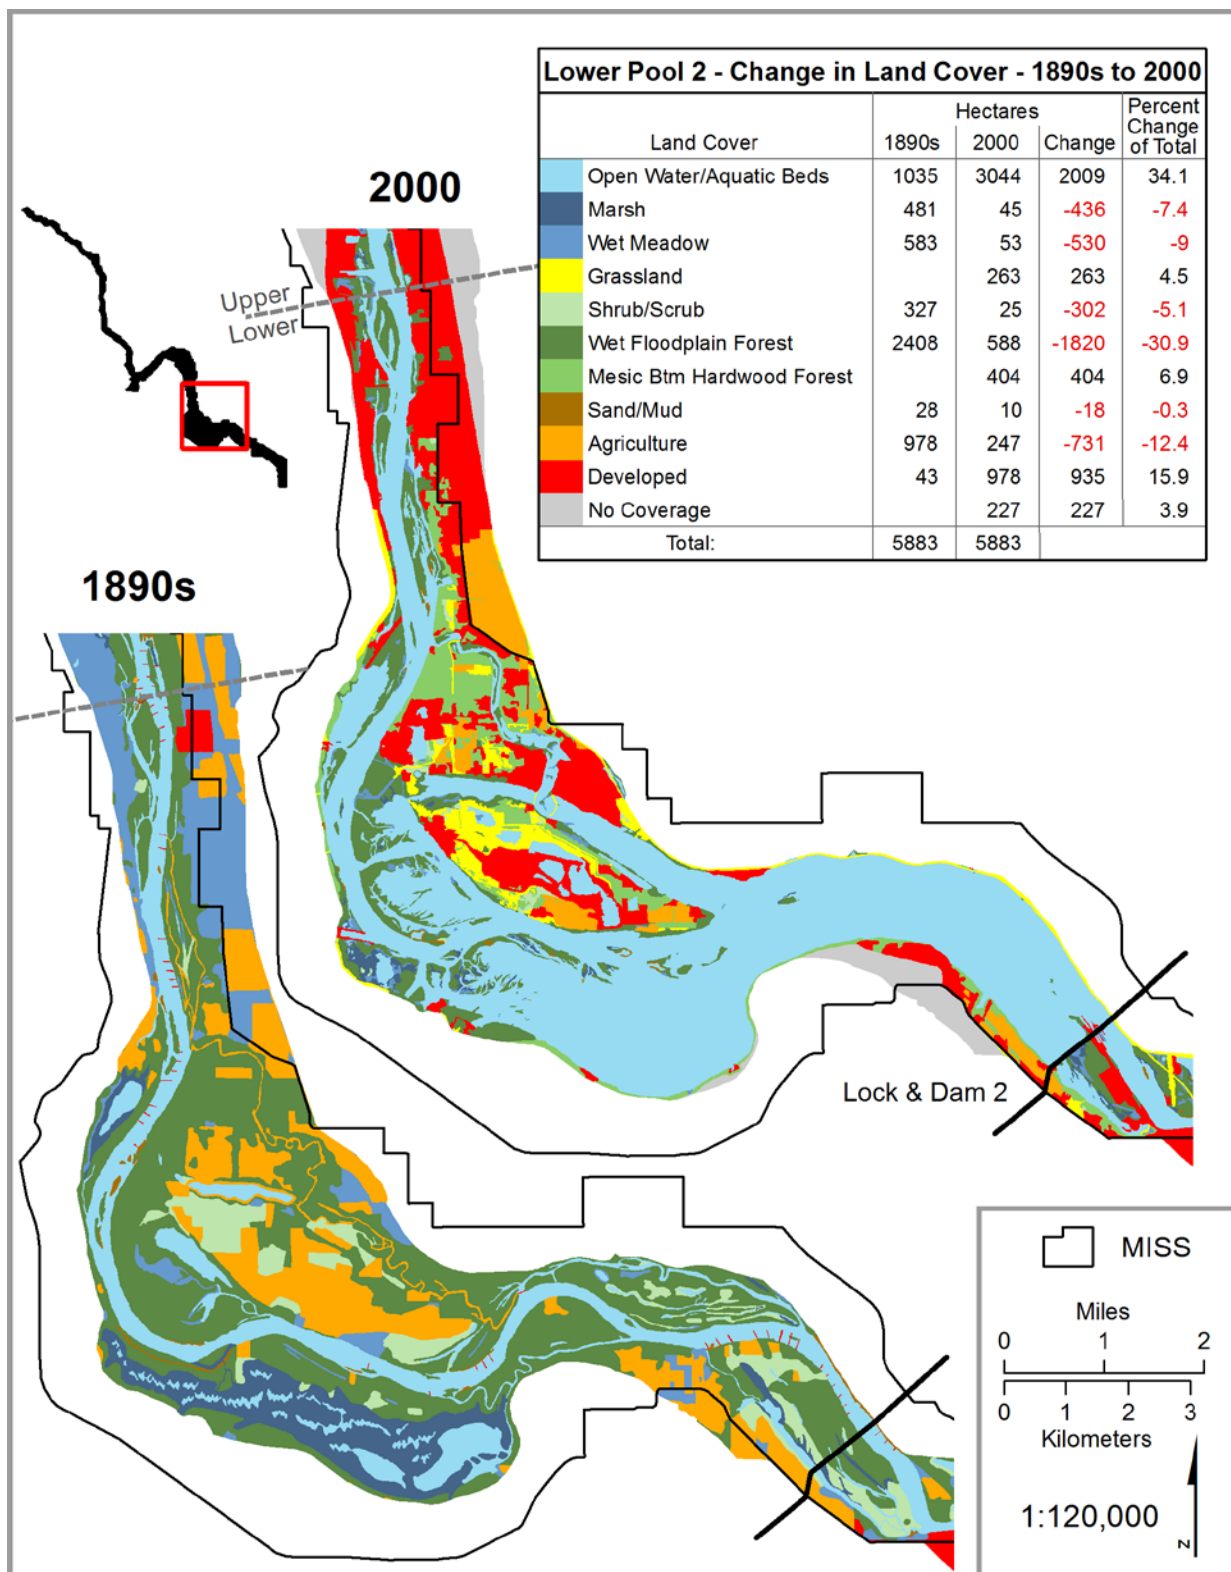 Lower Pool 2 - Change in Land Cover - 1890s to 2000
Hectares
Percent
Change
of Total
Land Cover 1890s 2000 Change
Open Water/Aquatic Beds 1035 3044 2009 34.1
Marsh 481 45 -436 -7.4
Wet Meadow 583 53 -530 -9
Grassland 263 263 4.5
Shrub/Scrub 327 25 -302 -5.1
Wet Floodplain Forest 2408 588 -1820 -30.9
Mesic Btm Hardwood Forest 404 404 6.9
Sand/Mud 28 10 -18 -0.3
Agriculture 978 247 -731 -12.4
Developed 43 978 935 15.9
No Coverage 227 227 3.9
Total: 5883 5883
2000
Upper
Lower
1890s
Lock & Dam 2
MISS
Miles
0 1 2
0 1 2 3
Kilometers
1:120,000
N